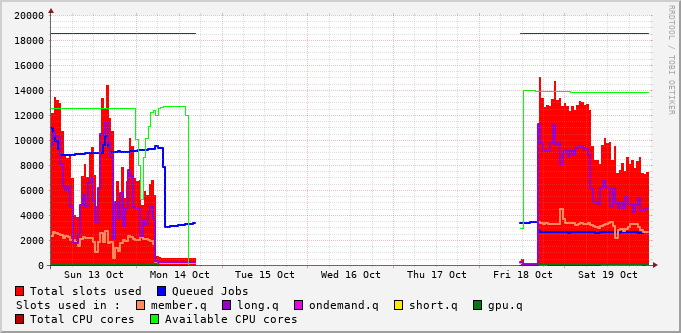 20000
18000
16000
14000
12000
10000
8000
6000
4000
2000
0
Sun 13 Oct Mon 14 Oct Tue 15 Oct Wed 16 Oct Thu 17 Oct Fri 18 Oct Sat 19 Oct
RRDTOOL / TOBI OETIKER
Total slots used Queued Jobs
Slots used in : member.q long.q ondemand.q short.q gpu.q
Total CPU cores Available CPU cores